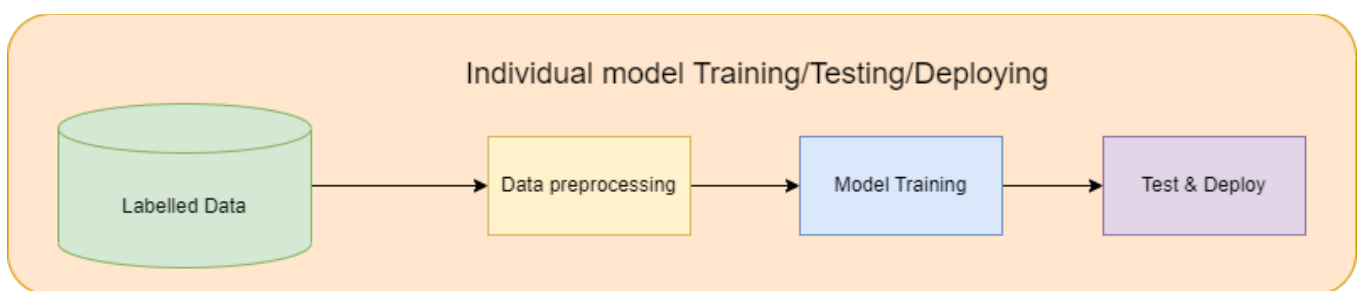 Individual model Training/Testing/Deploying
Labelled Data
Data preprocessing
Model Training
Test & Deploy